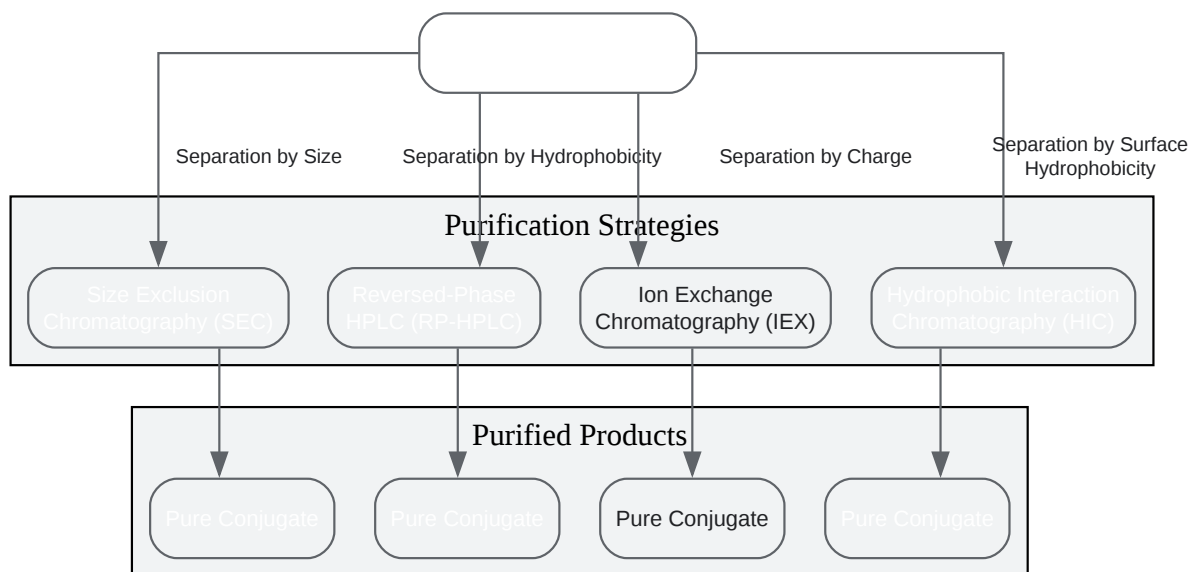 Separation by Size
Separation by Hydrophobicity
Separation by Charge
Separation by Surface
Hydrophobicity
Purification Strategies
Size Exclusion
Chromatography (SEC)
Reversed-Phase
HPLC (RP-HPLC)
Ion Exchange
Chromatography (IEX)
Hydrophobic Interaction
Chromatography (HIC)
Purified Products
Pure Conjugate
Pure Conjugate
Pure Conjugate
Pure Conjugate